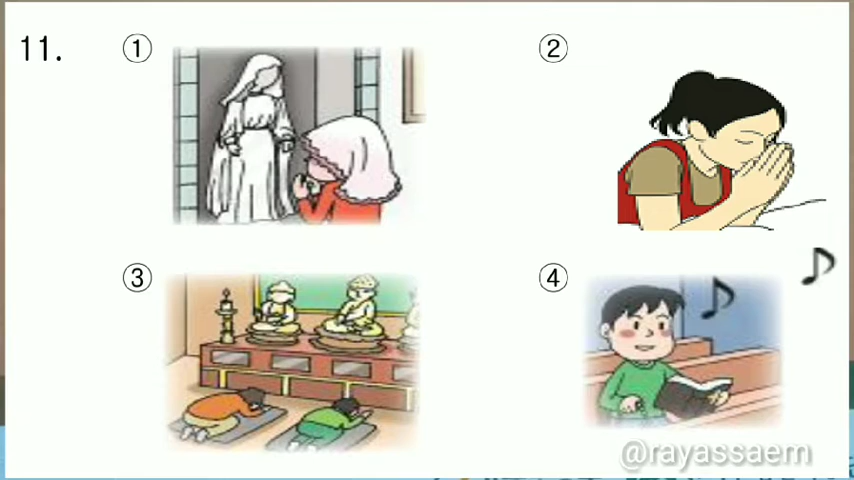 11. ① ②
③ ④
@rayassaem